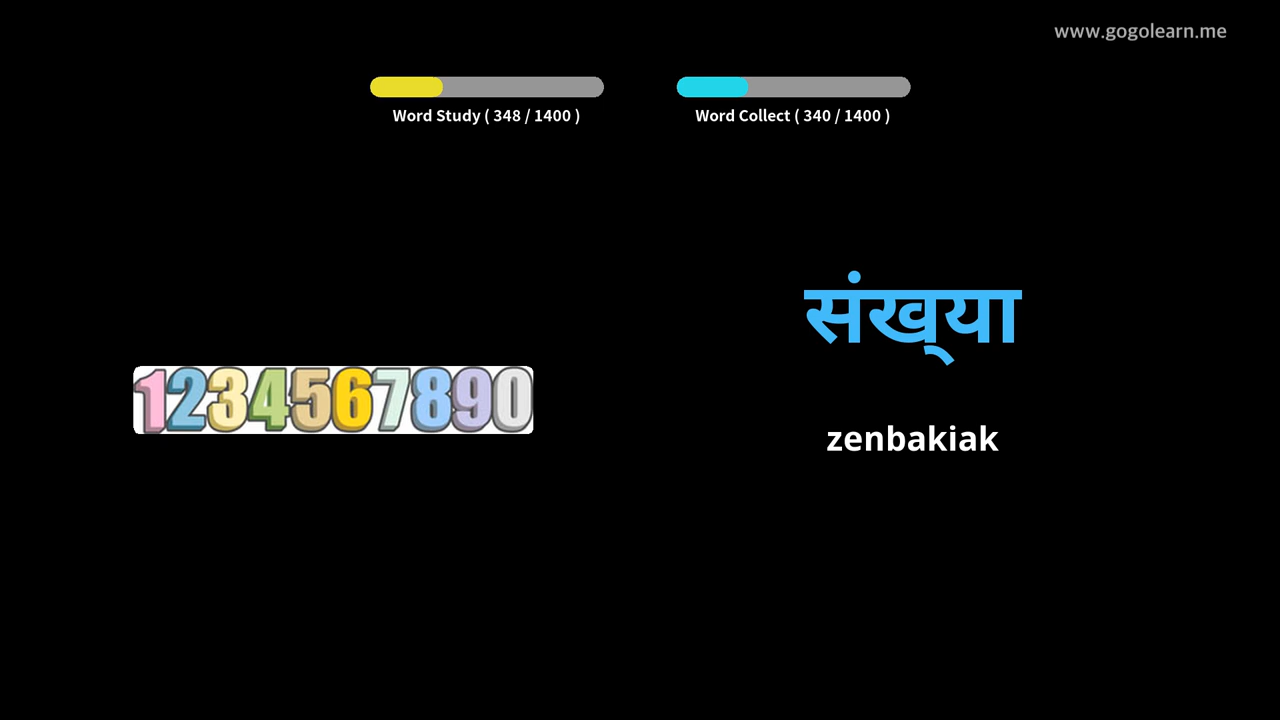 www.gogolearn.me
Word Study ( 348 / 1400 )
Word Collect ( 340 / 1400 )
संख्‌या
1234567890
zenbakiak